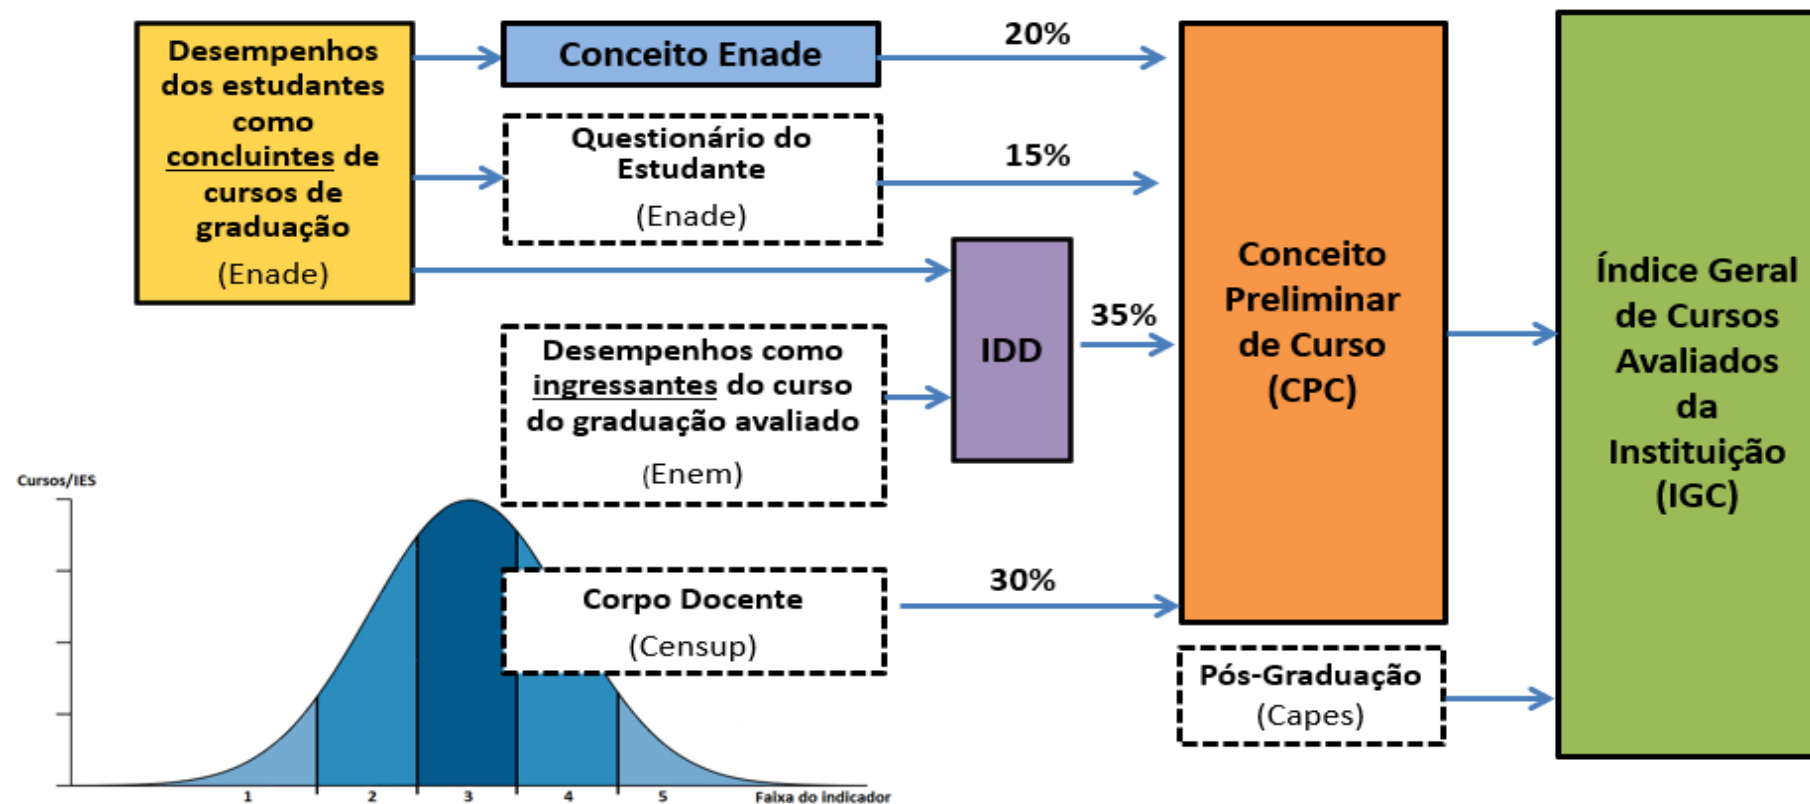 Desempenhos
dos estudantes
como
concluintes de
cursos de
graduação
(Enade)
Conceito Enade
20%
Questionário do
Estudante
(Enade)
15%
IDD
35%
Desempenhos como
ingressantes do curso
do graduação avaliado
(Enem)
Corpo Docente
(Censup)
30%
Conceito
Preliminar
de Curso
(CPC)
Pós-Graduação
(Capes)
Índice Geral
de Cursos
Avaliados
da
Instituição
(IGC)
Cursos/IES
1 2 3 4 5 Faixa do indicador